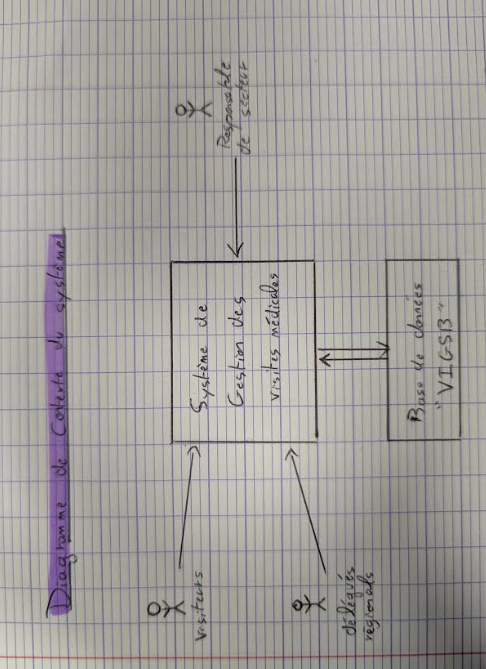 Diagramme de Contexte du système
Visiteurs
Système de
Gestion des
visites médicales
Responsable
de secteur
délégués
régionals
Base de données
"VIGSB"